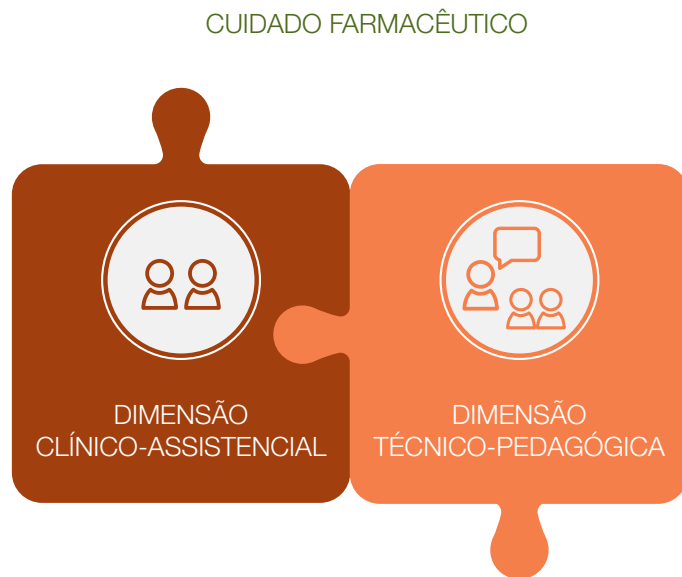 CUIDADO FARMACÊUTICO
DIMENSÃO
CLÍNICO-ASSISTENCIAL
DIMENSÃO
TÉCNICO-PEDAGÓGICA